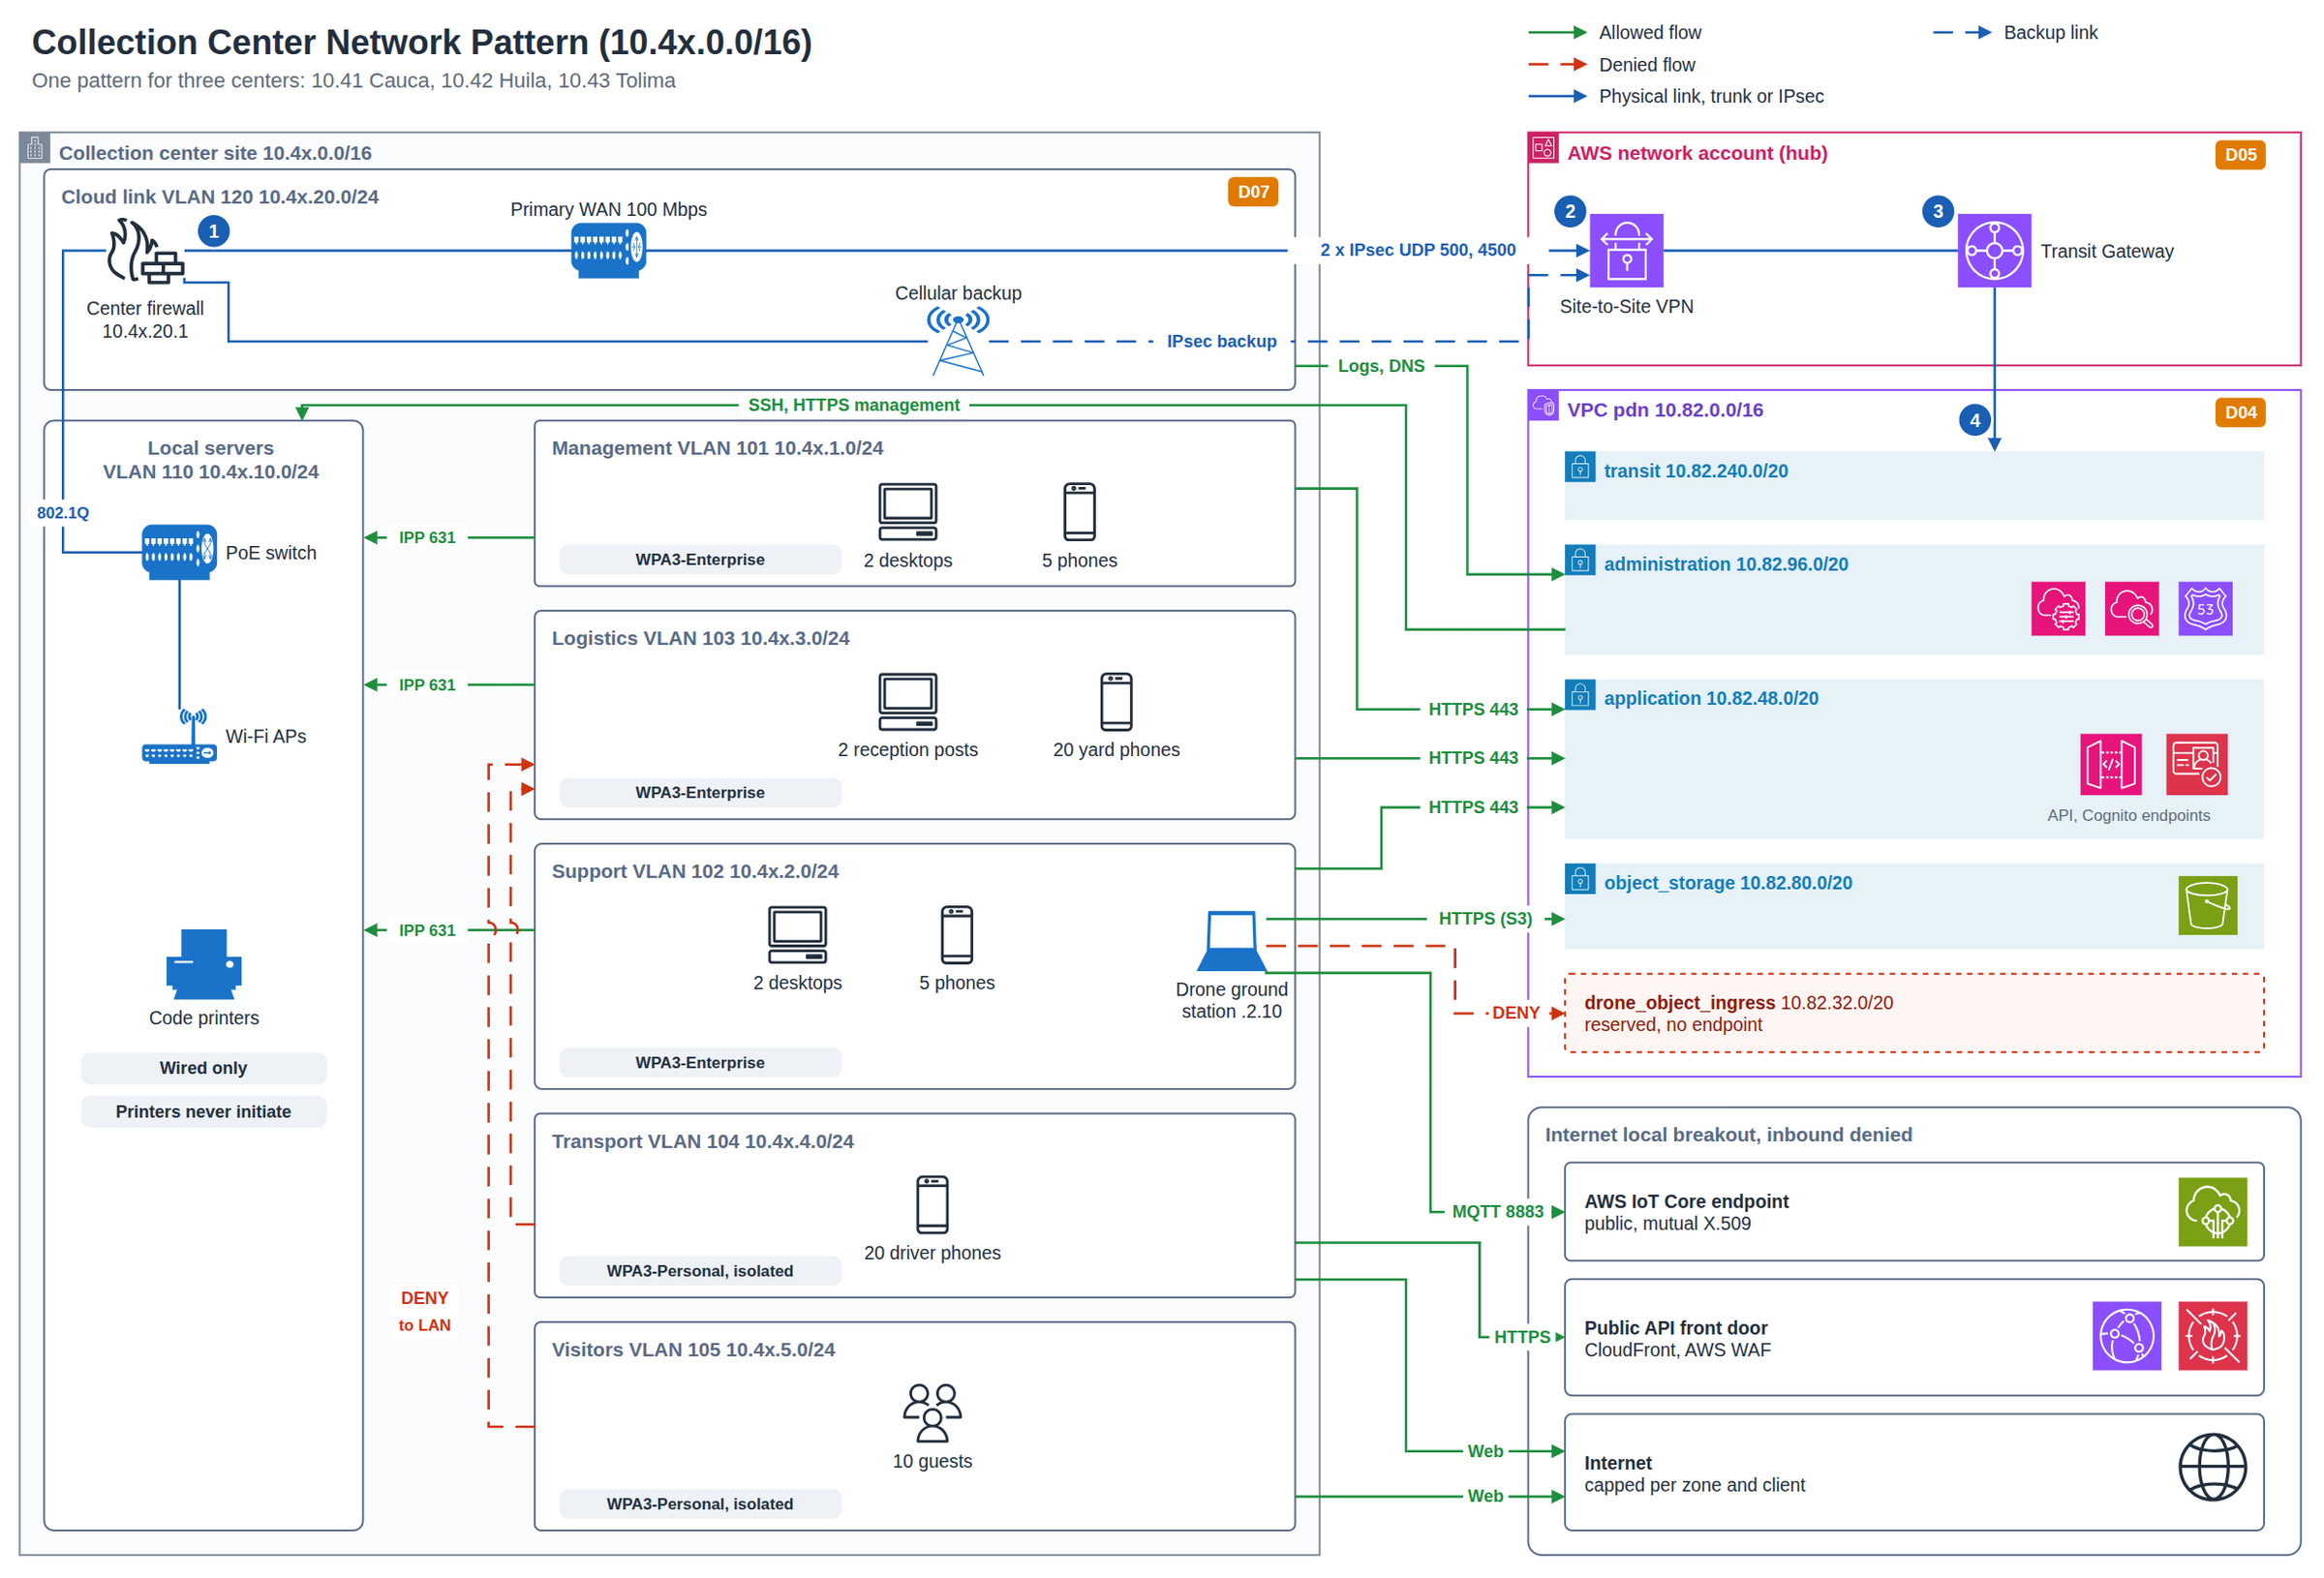 Collection Center Network Pattern (10.4x.0.0/16)
One pattern for three centers: 10.41 Cauca, 10.42 Huila, 10.43 Tolima
Allowed flow
Denied flow
Physical link, trunk or IPsec
Backup link
Collection center site 10.4x.0.0/16
Cloud link VLAN 120 10.4x.20.0/24
D07
1
Primary WAN 100 Mbps
Center firewall
10.4x.20.1
Cellular backup
2 x IPsec UDP 500, 4500
IPsec backup
Logs, DNS
SSH, HTTPS management
AWS network account (hub)
D05
2
Site-to-Site VPN
3
Transit Gateway
Local servers
VLAN 110 10.4x.10.0/24
802.1Q
PoE switch
Wi-Fi APs
Code printers
Wired only
Printers never initiate
IPP 631
IPP 631
IPP 631
DENY
to LAN
Management VLAN 101 10.4x.1.0/24
WPA3-Enterprise
2 desktops
5 phones
Logistics VLAN 103 10.4x.3.0/24
2 reception posts
20 yard phones
WPA3-Enterprise
Support VLAN 102 10.4x.2.0/24
2 desktops
5 phones
Drone ground
station .2.10
WPA3-Enterprise
Transport VLAN 104 10.4x.4.0/24
20 driver phones
WPA3-Personal, isolated
Visitors VLAN 105 10.4x.5.0/24
10 guests
WPA3-Personal, isolated
HTTPS 443
HTTPS 443
HTTPS 443
HTTPS (S3)
DENY
MQTT 8883
HTTPS
Web
Web
VPC pdn 10.82.0.0/16
D04
4
transit 10.82.240.0/20
administration 10.82.96.0/20
53
application 10.82.48.0/20
API, Cognito endpoints
object_storage 10.82.80.0/20
drone_object_ingress 10.82.32.0/20
reserved, no endpoint
Internet local breakout, inbound denied
AWS IoT Core endpoint
public, mutual X.509
Public API front door
CloudFront, AWS WAF
Internet
capped per zone and client